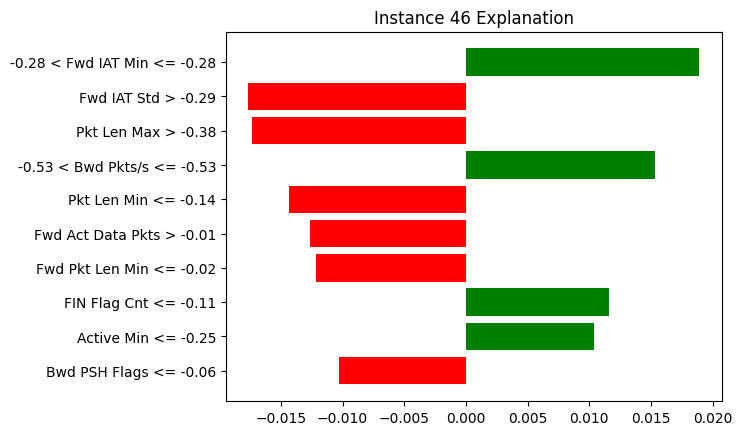 Instance 46 Explanation
-0.28 < Fwd IAT Min <= -0.28
Fwd IAT Std > -0.29
Pkt Len Max > -0.38
-0.53 < Bwd Pkts/s <= -0.53
Pkt Len Min <= -0.14
Fwd Act Data Pkts > -0.01
Fwd Pkt Len Min <= -0.02
FIN Flag Cnt <= -0.11
Active Min <= -0.25
Bwd PSH Flags <= -0.06
−0.015 −0.010 −0.005 0.000 0.005 0.010 0.015 0.020